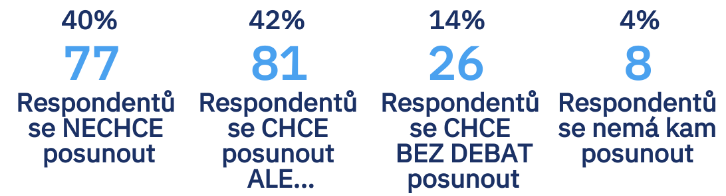 40%
77
Respondentů
se NECHCE
posunout
42%
81
Respondentů
se CHCE
posunout
ALE...
14%
26
Respondentů
se CHCE
BEZ DEBAT
posunout
4%
8
Respondentů
se nemá kam
posunout